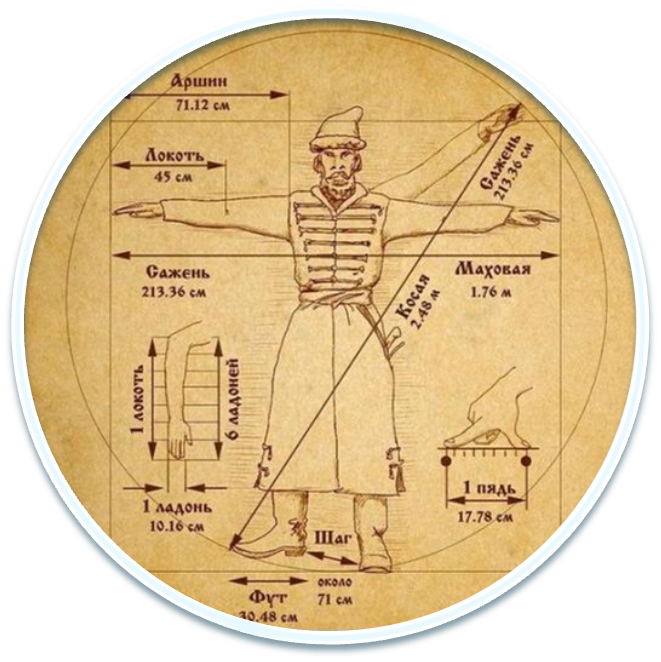 Аршин
71.12 см
Локоть
45 см
Сажень
213.36 см
Сажень
213.36 см
Маховая
1.76 м
Косая
2.48 м
1 локоть
6 ладоней
1 ладонь
10.16 см
1 пядь
17.78 см
Шаг
около
71 см
Фут
30.48 см